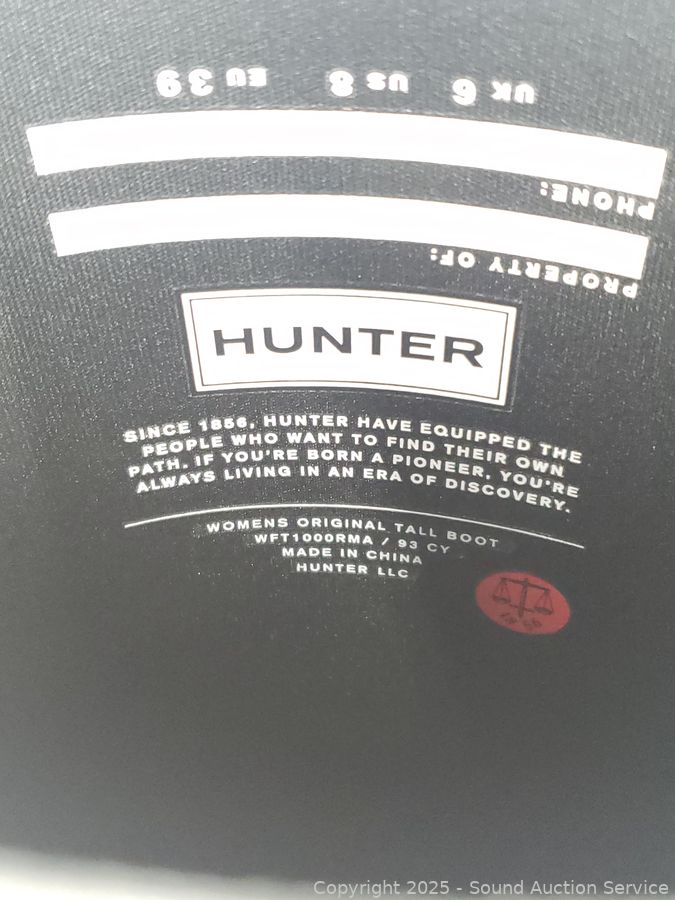 UK 6 US 8 EU 39
PHONE:
PROPERTY OF:
HUNTER
SINCE 1856, HUNTER HAVE EQUIPPED THE
PEOPLE WHO WANT TO FIND THEIR OWN
PATH. IF YOU'RE BORN A PIONEER, YOU'RE
ALWAYS LIVING IN AN ERA OF DISCOVERY.
WOMENS ORIGINAL TALL BOOT
WFT1000RMA / 93 CY
MADE IN CHINA
HUNTER LLC
Copyright 2025 - Sound Auction Service